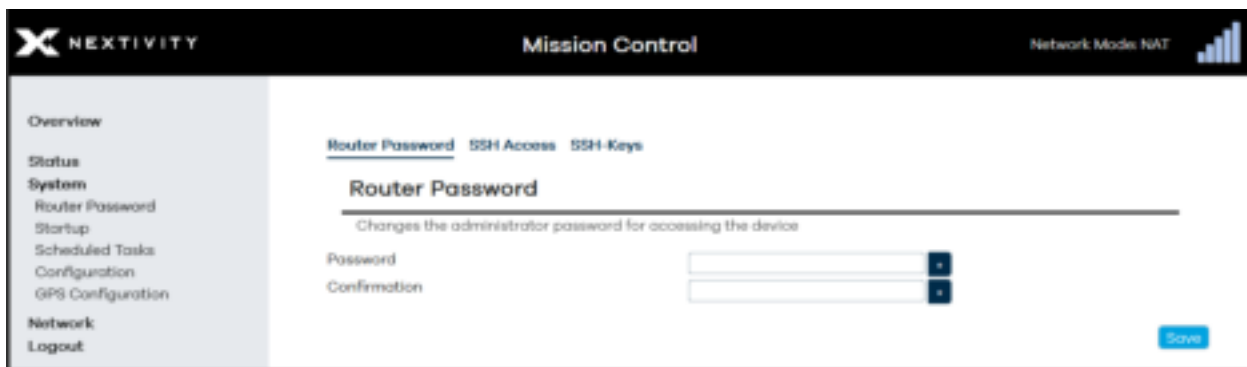 NEXTIVITY
Mission Control
Network Mode: NAT
Overview
Status
System
Router Password
Startup
Scheduled Tasks
Configuration
GPS Configuration
Network
Logout
Router Password SSH Access SSH-Keys
Router Password
Changes the administrator password for accessing the device
Password
Confirmation
Save